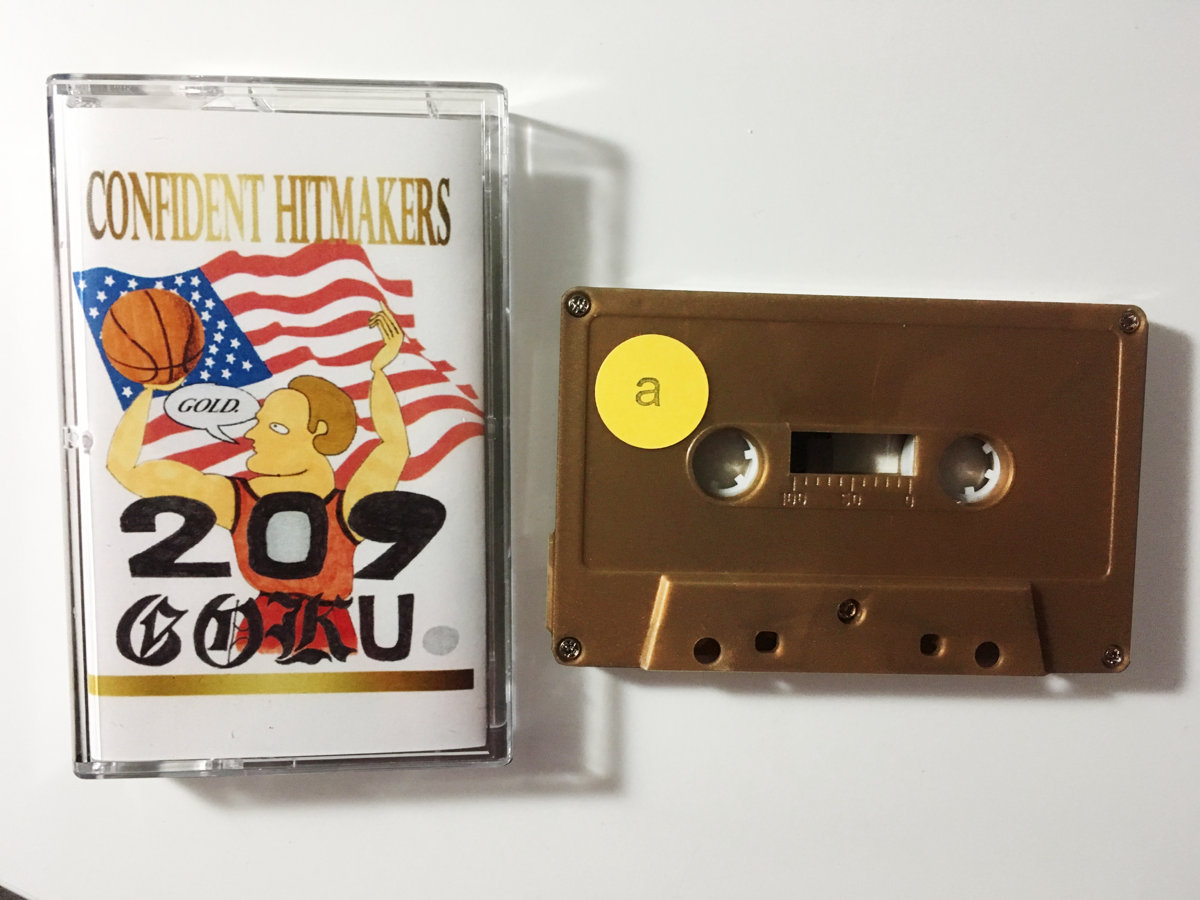 CONFIDENT HITMAKERS
GOLD.
209
GOKU.
a
100 50 0